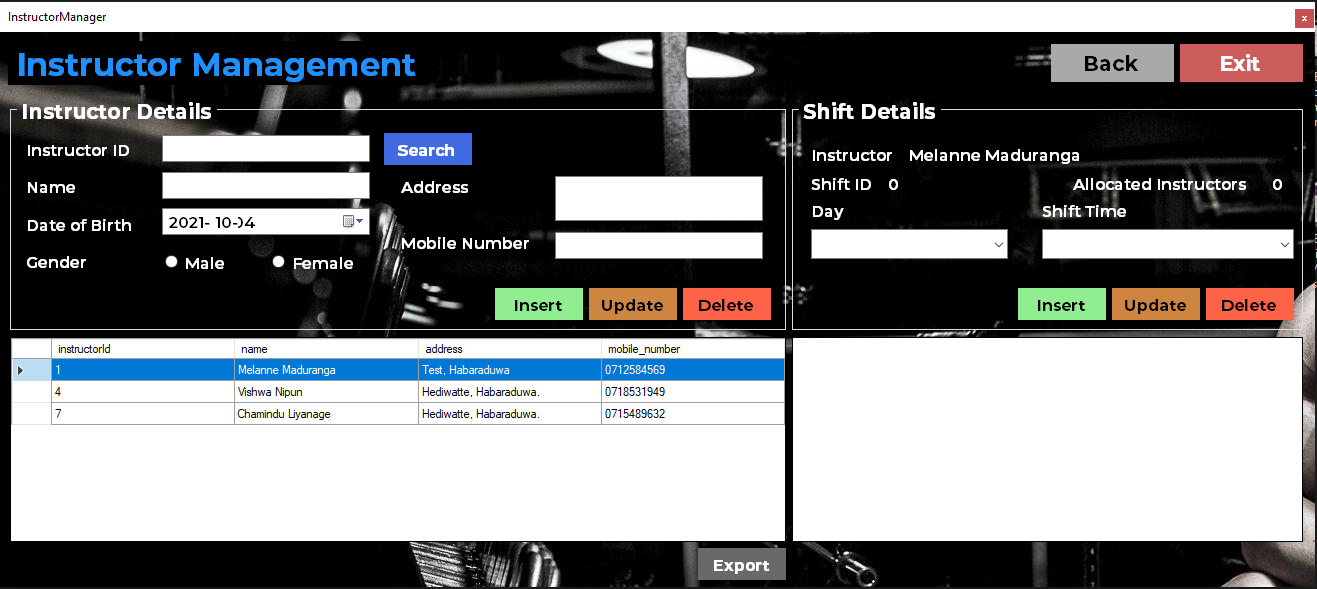 InstructorManager
x
Instructor Management
Back
Exit
Instructor Details
Instructor ID
Search
Name
Address
Date of Birth
2021- 10-04
Mobile Number
Gender
Male
Female
Insert
Update
Delete
Shift Details
Instructor Melanne Maduranga
Shift ID 0
Allocated Instructors 0
Day
Shift Time
Insert
Update
Delete
instructorId name address mobile_number
1 Melanne Maduranga Test, Habaraduwa 0712584569
4 Vishwa Nipun Hediwatte, Habaraduwa. 0718531949
7 Chamindu Liyanage Hediwatte, Habaraduwa. 0715489632
Export